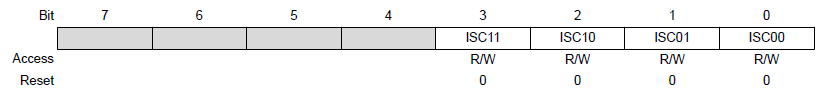 Bit 7 6 5 4 3 2 1 0
ISC11 ISC10 ISC01 ISC00
Access R/W R/W R/W R/W
Reset 0 0 0 0